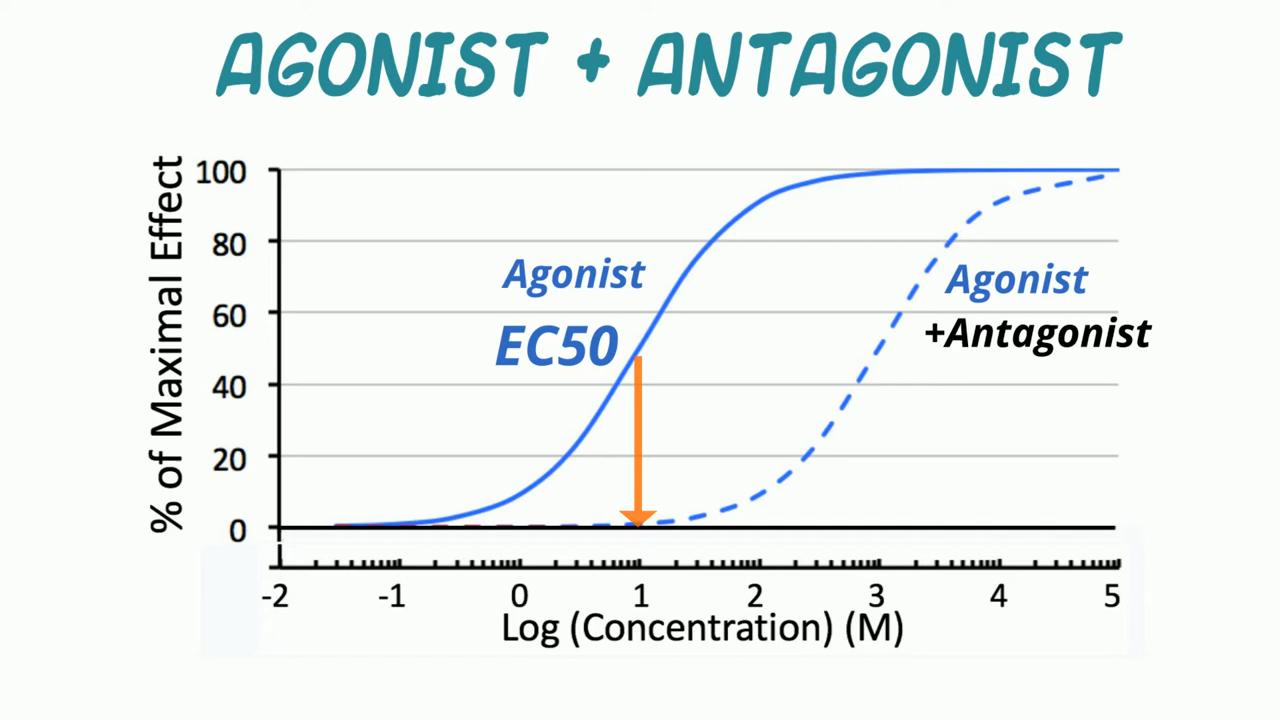 AGONIST + ANTAGONIST
% of Maximal Effect
100
80
60
40
20
0
Agonist
EC50
Agonist
+Antagonist
-2 -1 0 1 2 3 4 5
Log (Concentration) (M)